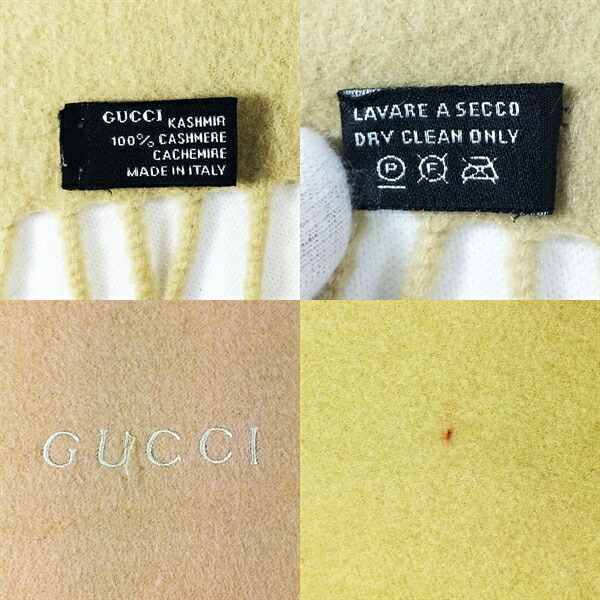 GUCCI KASHMIR
100% CASHMERE
CACHEMIRE
MADE IN ITALY
LAVARE A SECCO
DRY CLEAN ONLY
P F
GUCCI